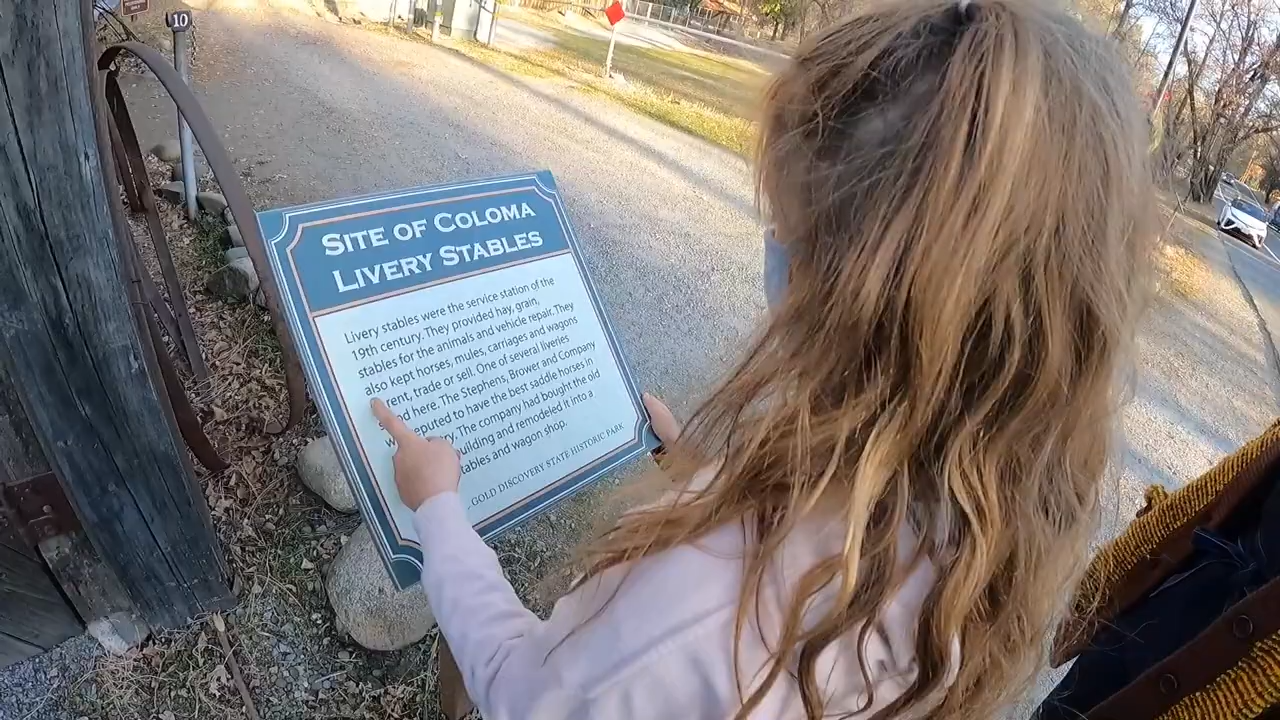 10
SITE OF COLOMA
LIVERY STABLES
Livery stables were the service station of the
19th century. They provided hay, grain,
stables for the animals and vehicle repair. They
also kept horses, mules, carriages and wagons
rent, trade or sell. One of several liveries
here. The Stephens, Brower and Company
reputed to have the best saddle horses in
The company had bought the old
building and remodeled it into a
and wagon shop.
GOLD DISCOVERY STATE HISTORIC PARK